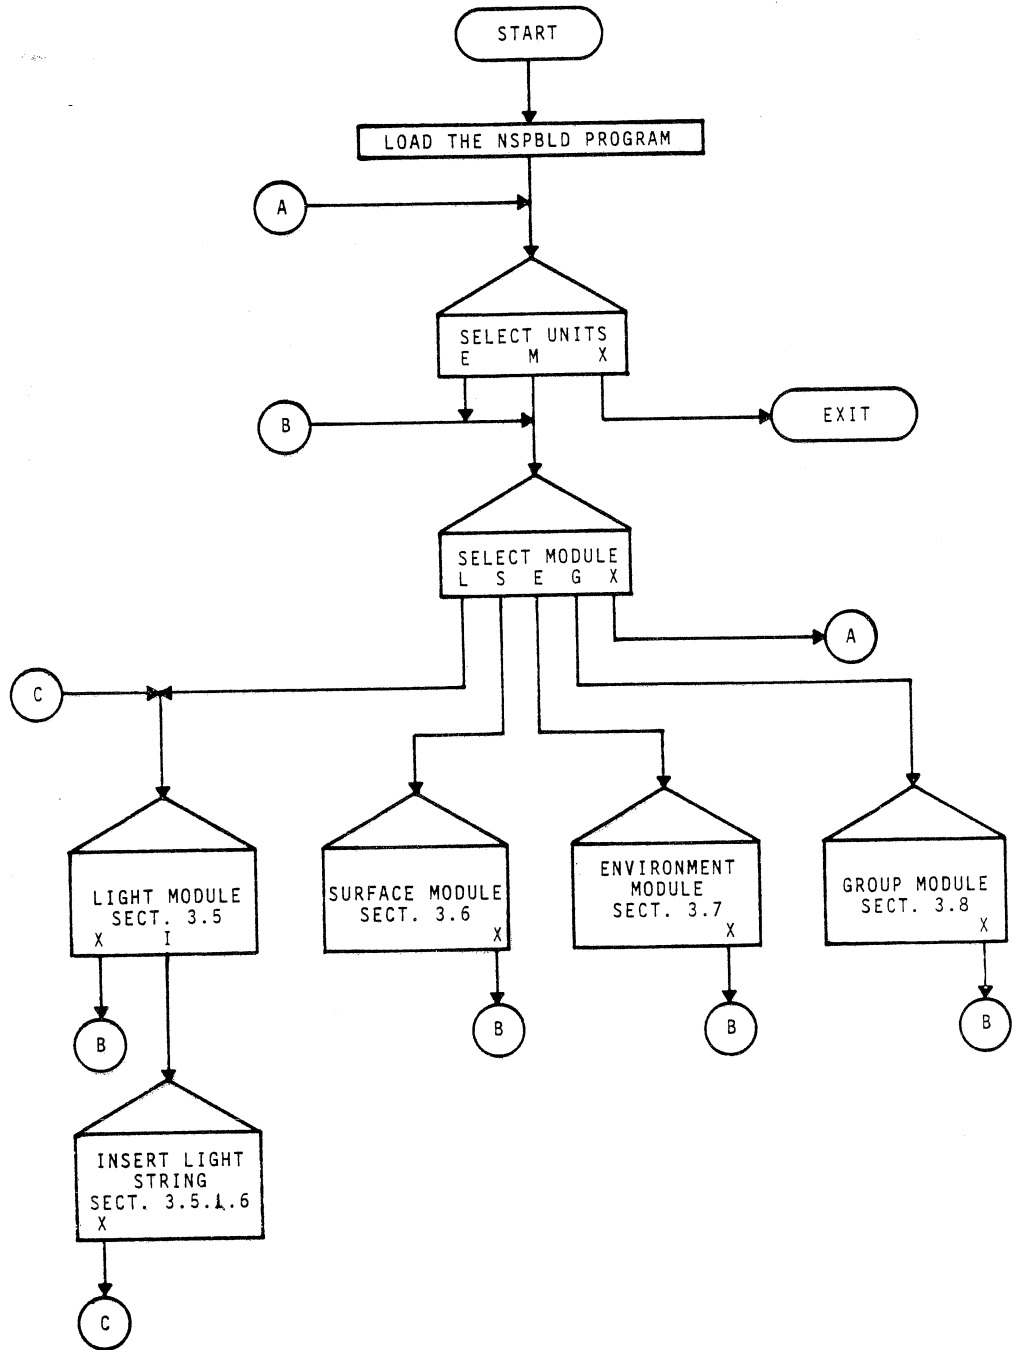 START
LOAD THE NSPBLD PROGRAM
A
SELECT UNITS
E M X
B
EXIT
SELECT MODULE
L S E G X
A
C
LIGHT MODULE
SECT. 3.5
X I
SURFACE MODULE
SECT. 3.6
X
ENVIRONMENT
MODULE
SECT. 3.7
X
GROUP MODULE
SECT. 3.8
X
B
B
B
B
INSERT LIGHT
STRING
SECT. 3.5.1.6
X
C